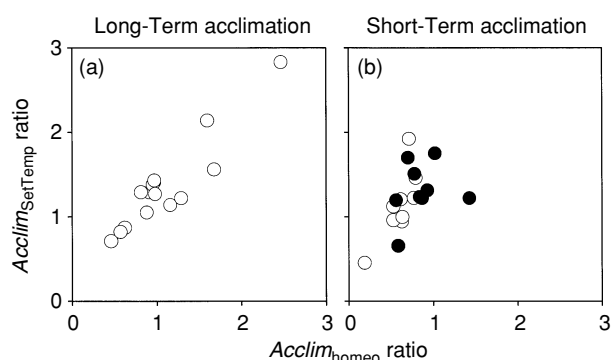 Long-Term acclimation Short-Term acclimation
(a) (b)
3
2
1
0
Acclim_SetTemp ratio
0 1 2 3 0 1 2 3
Acclim_homeo ratio